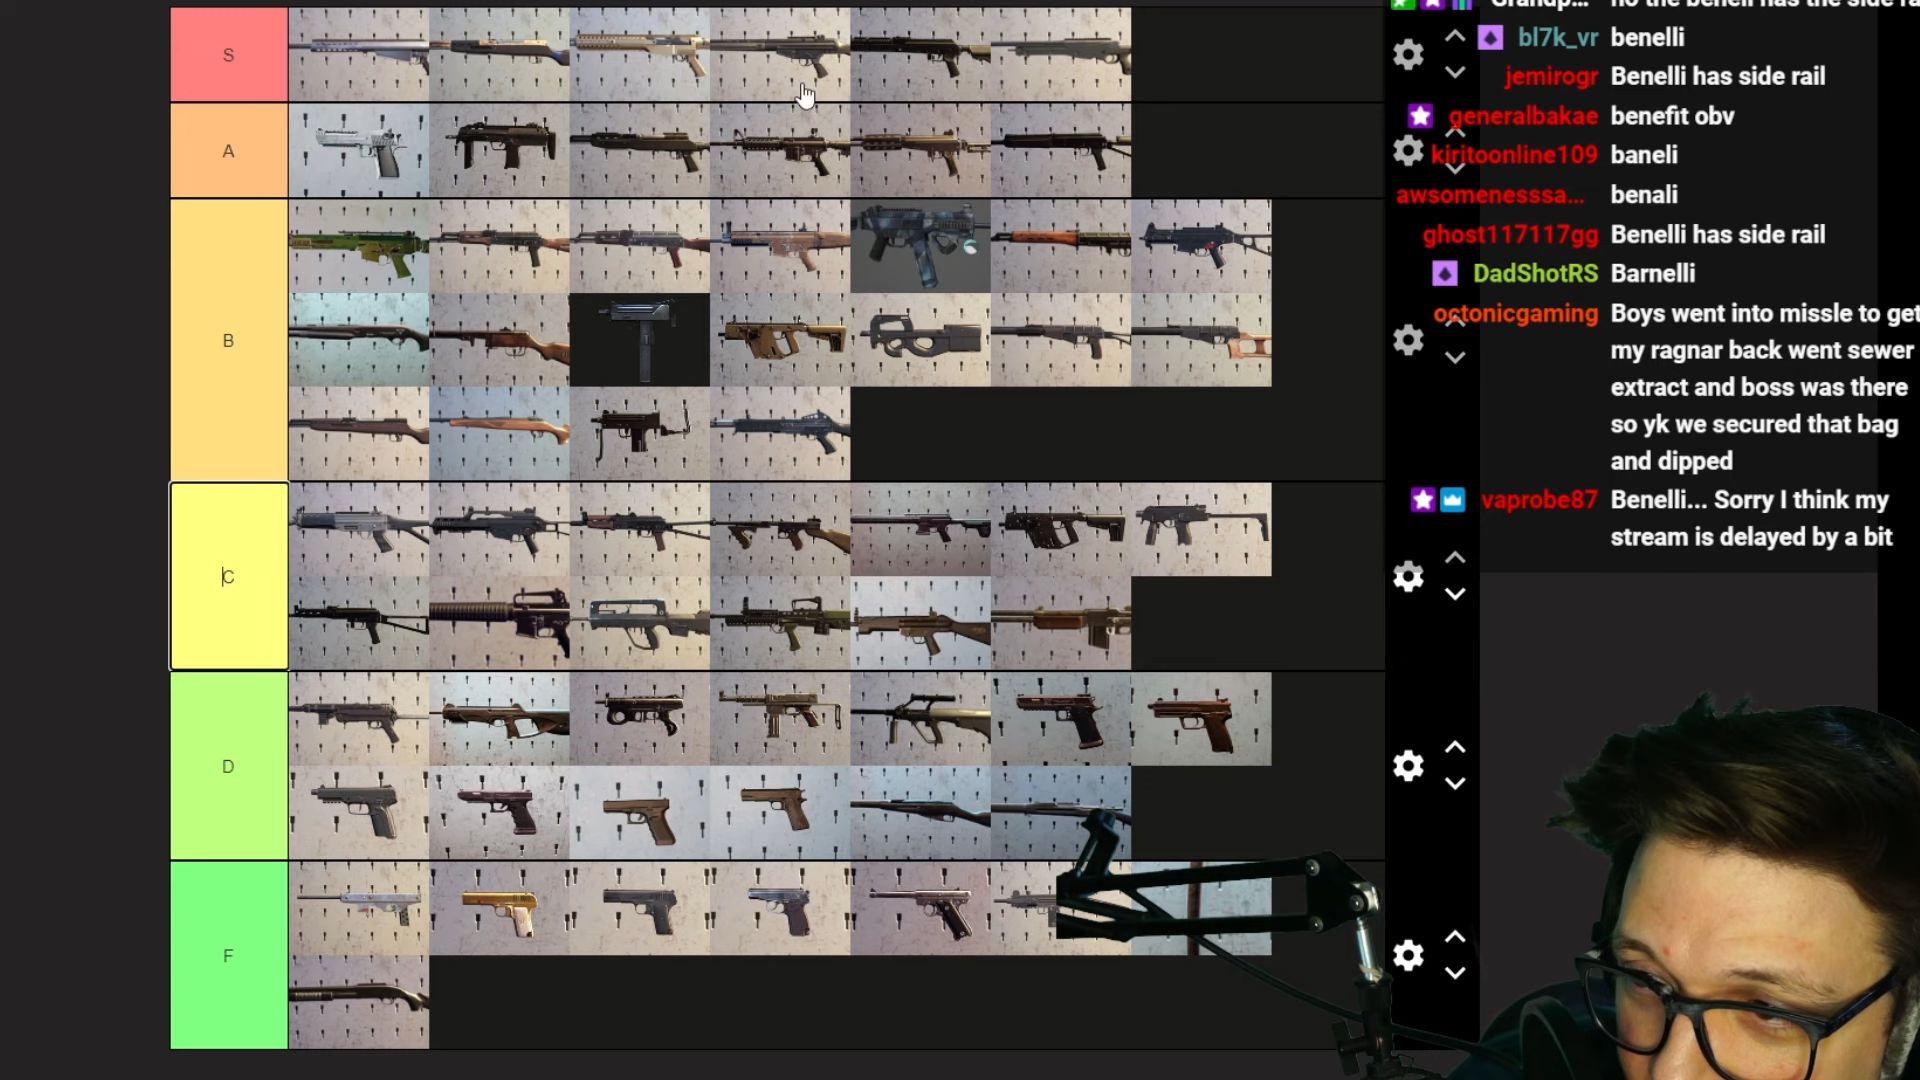 S
A
B
C
D
F
bl7k_vr benelli
jemirogr Benelli has side rail
generalbakae benefit obv
kiritoonline109 baneli
awsomenesssa... benali
ghost117117gg Benelli has side rail
DadShotRS Barnelli
octonicgaming Boys went into missle to get
my ragnar back went sewer
extract and boss was there
so yk we secured that bag
and dipped
vaprobe87 Benelli... Sorry I think my
stream is delayed by a bit